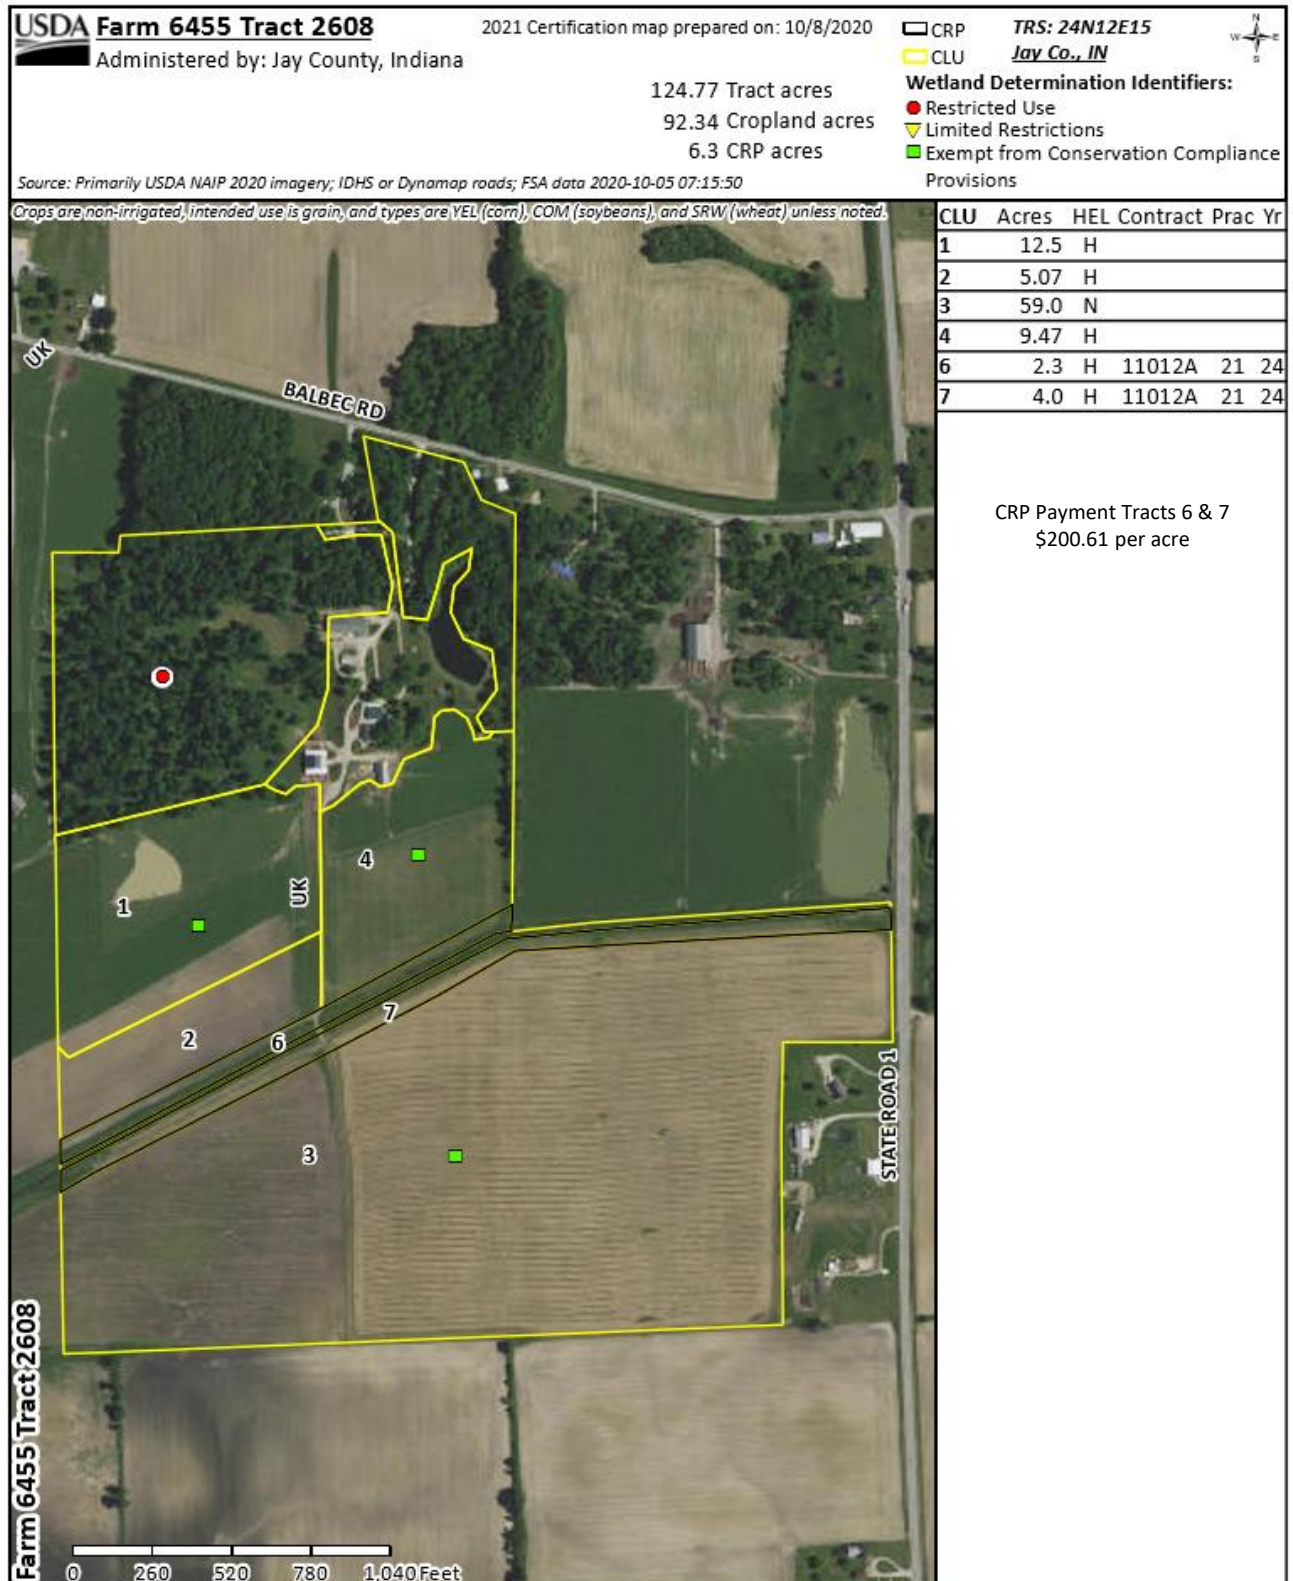 USDA Farm 6455 Tract 2608
Administered by: Jay County, Indiana
2021 Certification map prepared on: 10/8/2020
124.77 Tract acres
92.34 Cropland acres
6.3 CRP acres
CRP
CLU
TRS: 24N12E15
Jay Co., IN
N
W E
S
Wetland Determination Identifiers:
Restricted Use
Limited Restrictions
Exempt from Conservation Compliance
Provisions
Source: Primarily USDA NAIP 2020 imagery; IDHS or Dynamap roads; FSA data 2020-10-05 07:15:50
Crops are non-irrigated, intended use is grain, and types are YEL (corn), COM (soybeans), and SRW (wheat) unless noted.
CLU Acres HEL Contract Prac Yr
1 12.5 H
2 5.07 H
3 59.0 N
4 9.47 H
6 2.3 H 11012A 21 24
7 4.0 H 11012A 21 24
CRP Payment Tracts 6 & 7
$200.61 per acre
UK
BALBEC RD
4
UK
1
7
2
6
3
STATE ROAD 1
Farm 6455 Tract 2608
0 260 520 780 1,040 Feet